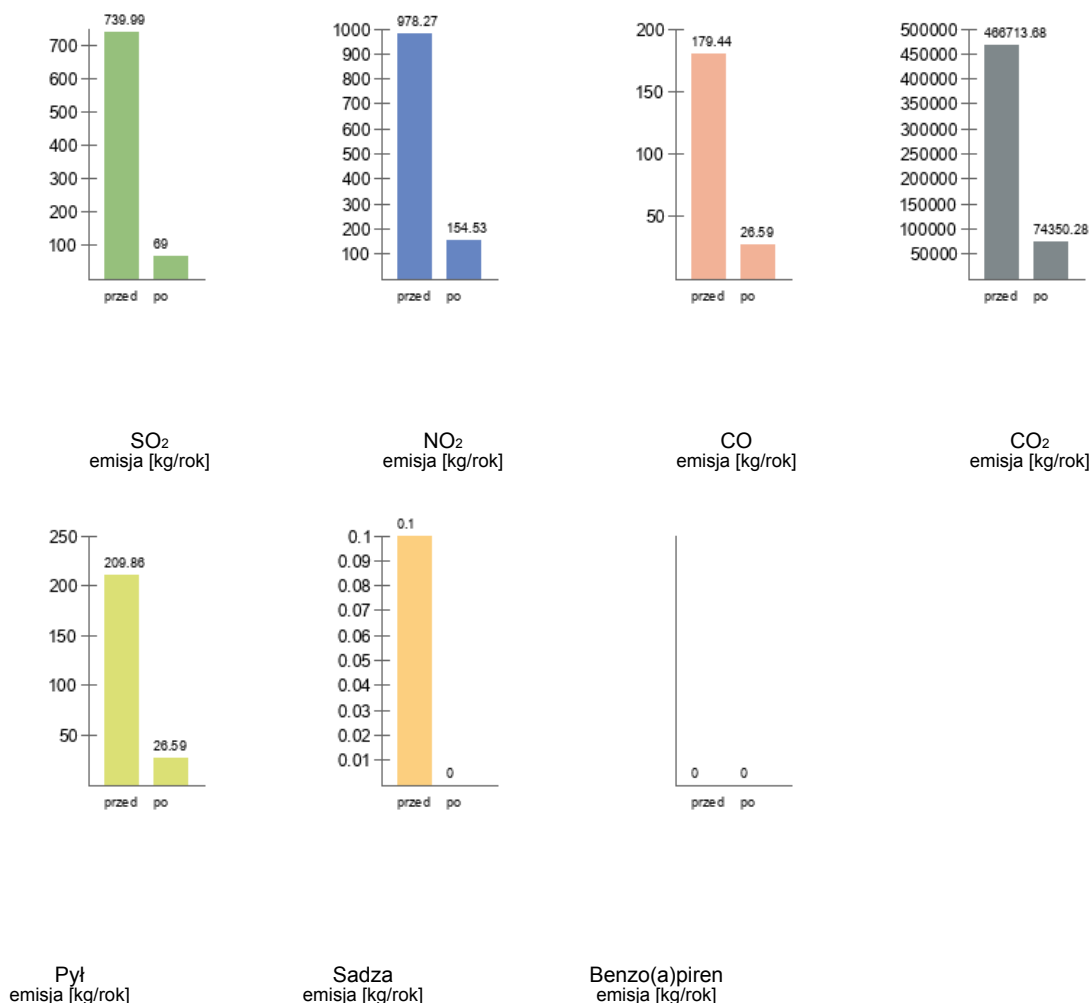 739.99
700
600
500
400
300
200
100
69
przed po
SO2
emisja [kg/rok]
978.27
1000
900
800
700
600
500
400
300
200
100
154.53
przed po
NO2
emisja [kg/rok]
200
179.44
150
100
50
26.59
przed po
CO
emisja [kg/rok]
500000
466713.68
450000
400000
350000
300000
250000
200000
150000
100000
50000
74350.28
przed po
CO2
emisja [kg/rok]
250
209.86
200
150
100
50
26.59
przed po
Pył
emisja [kg/rok]
0.1
0.1
0.09
0.08
0.07
0.06
0.05
0.04
0.03
0.02
0.01
0
przed po
Sadza
emisja [kg/rok]
0 0
przed po
Benzo(a)piren
emisja [kg/rok]